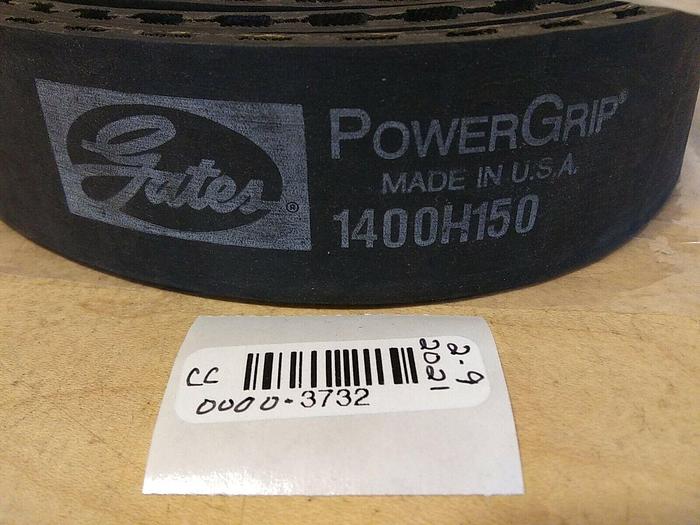 Gates®
POWERGRIP®
MADE IN U.S.A.
1400H150
CC
0000-3732
2-9
2021